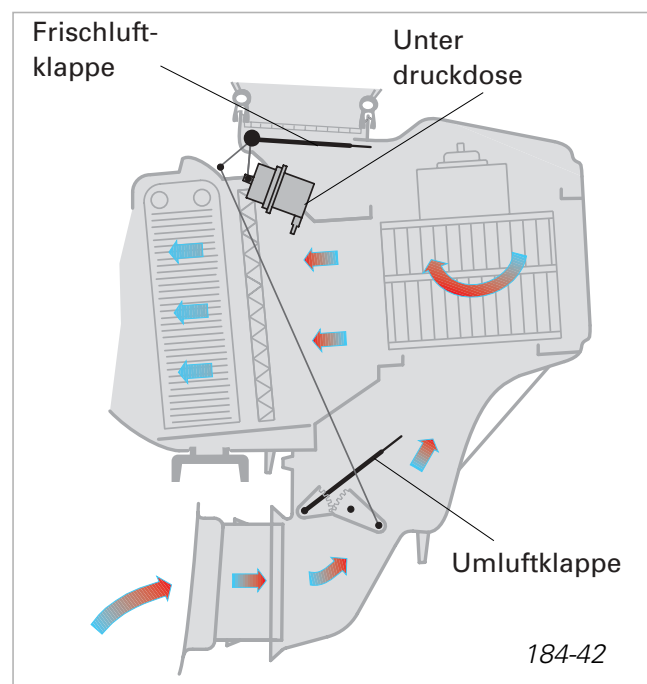 Frischluft-
klappe
Unter
druckdose
Umluftklappe
184-42